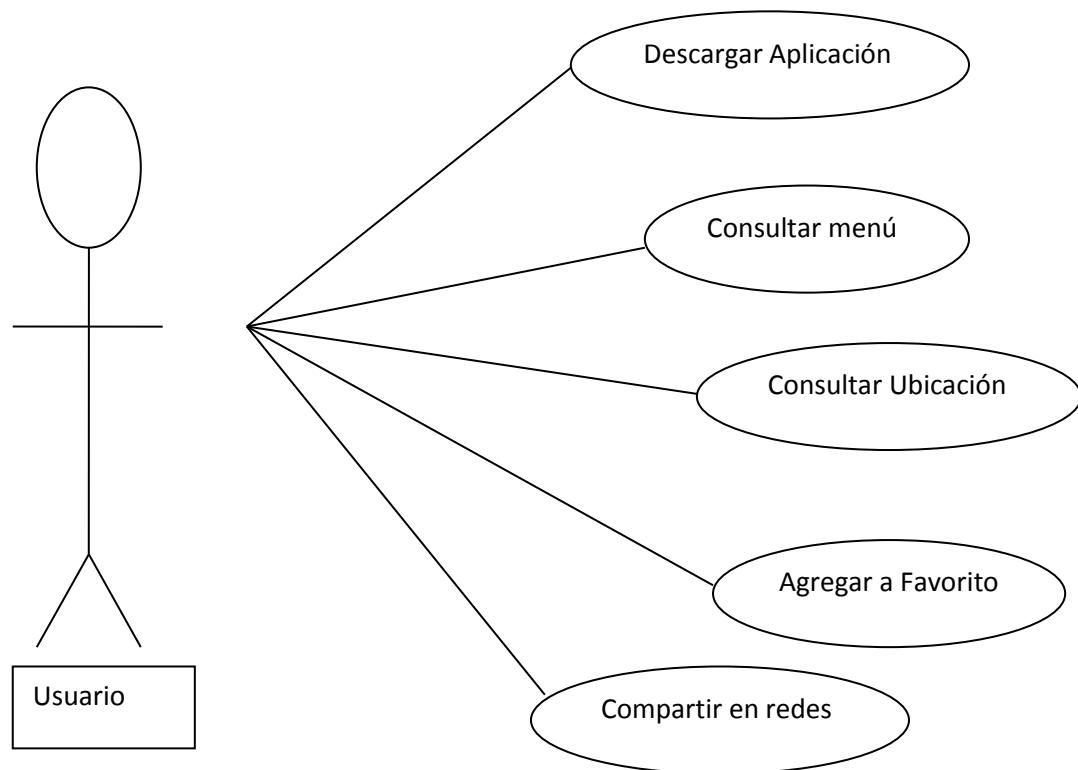 Descargar Aplicación
Consultar menú
Consultar Ubicación
Agregar a Favorito
Compartir en redes
Usuario